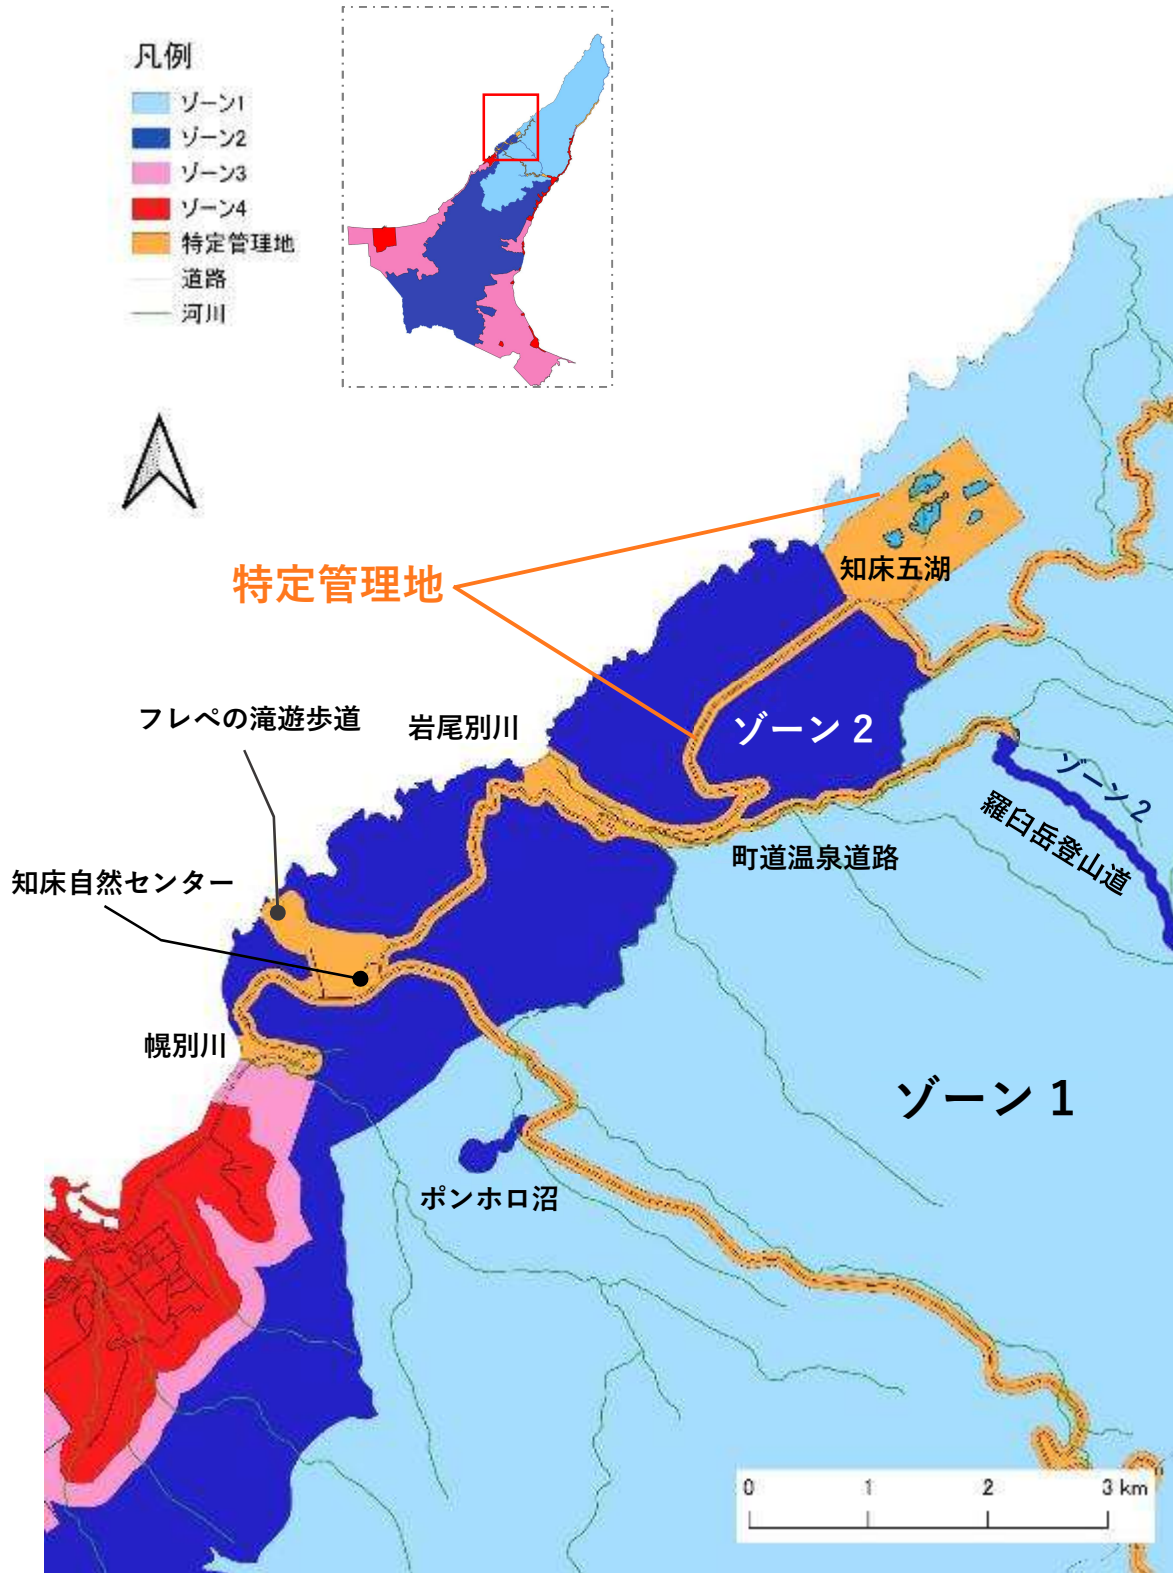 凡例
ゾーン1
ゾーン2
ゾーン3
ゾーン4
特定管理地
道路
河川
特定管理地
知床五湖
フレペの滝遊歩道
岩尾別川
ゾーン2
ゾーン2
羅臼岳登山道
町道温泉道路
知床自然センター
幌別川
ゾーン1
ポンホロ沼
0 1 2 3 km